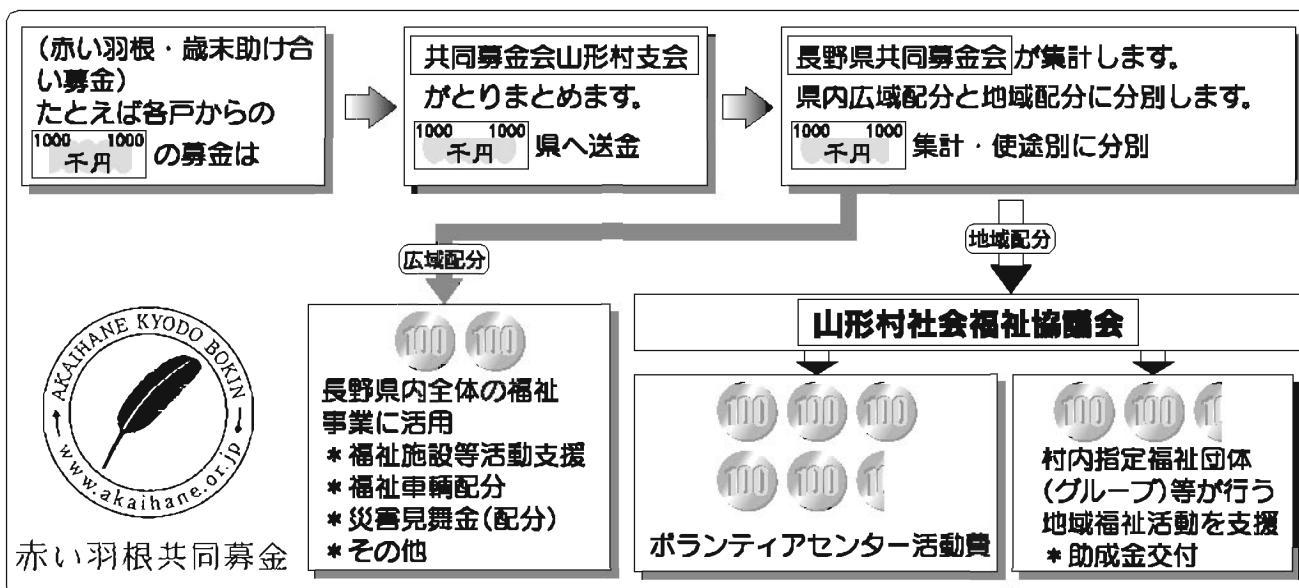 (赤い羽根・歳末助け合
い募金)
たとえば各戸からの
1000 1000
千円 の募金は
共同募金会山形村支会
がとりまとめます。
1000 1000
千円 県へ送金
長野県共同募金会 が集計します。
県内広域配分と地域配分に分別します。
1000 1000
千円 集計・使途別に分別
広域配分
地域配分
100 100
長野県内全体の福祉
事業に活用
*福祉施設等活動支援
*福祉車輌配分
*災害見舞金(配分)
*その他
山形村社会福祉協議会
100 100 100
100 100 1
ボランティアセンター活動費
100 100 1
村内指定福祉団体
(グループ)等が行う
地域福祉活動を支援
*助成金交付
AKAIHANE KYODO BOKIN
www.akaihane.or.jp
赤い羽根共同募金